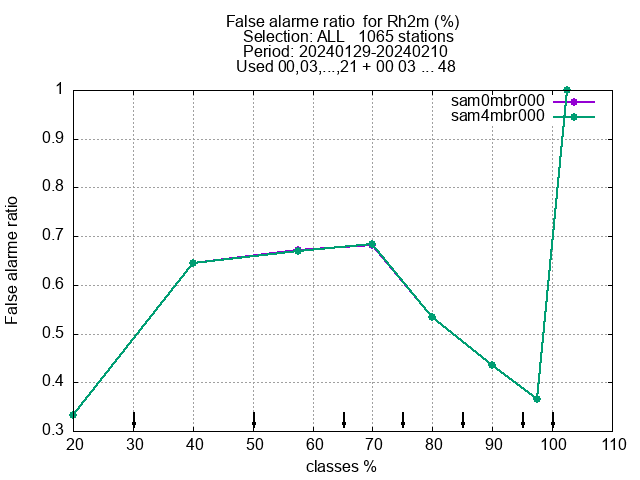 False alarme ratio  for Rh2m (%)
Selection: ALL   1065 stations
Period: 20240129-20240210
Used 00,03,...,21 + 00 03 ... 48
sam0mbr000
sam4mbr000
1
0.9
0.8
0.7
0.6
0.5
0.4
0.3
False alarme ratio
20 30 40 50 60 70 80 90 100 110
classes %